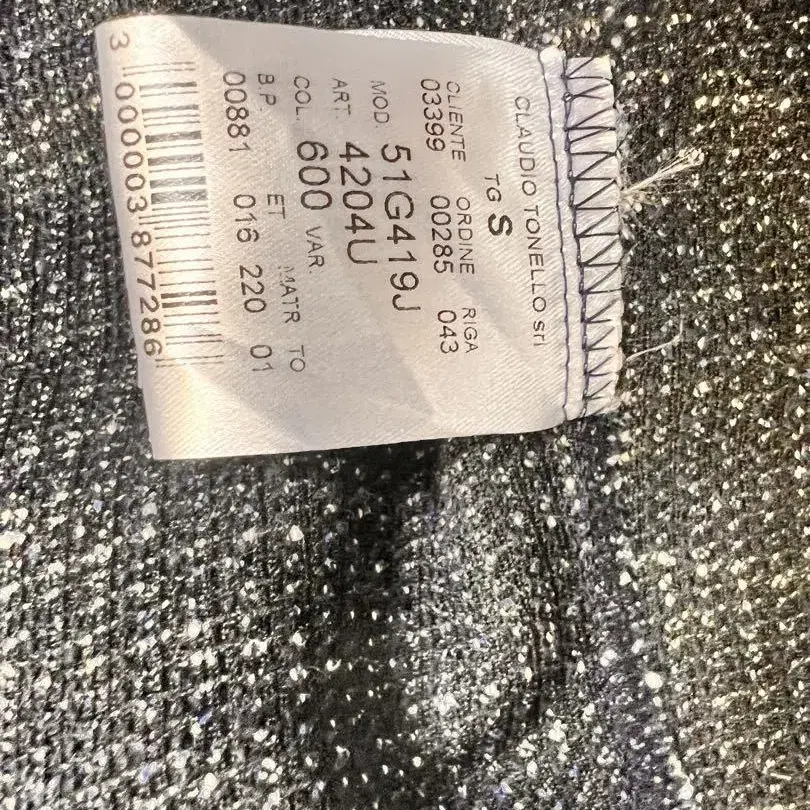 CLAUDIO TONELLO srl
TG S
CLIENTE ORDINE RIGA
03399 00285 043
MOD. 51G419J
ART. 4204U
COL. 600 VAR.
B.P. ET MATR TO
00881 016 220 01
3 000003 877286